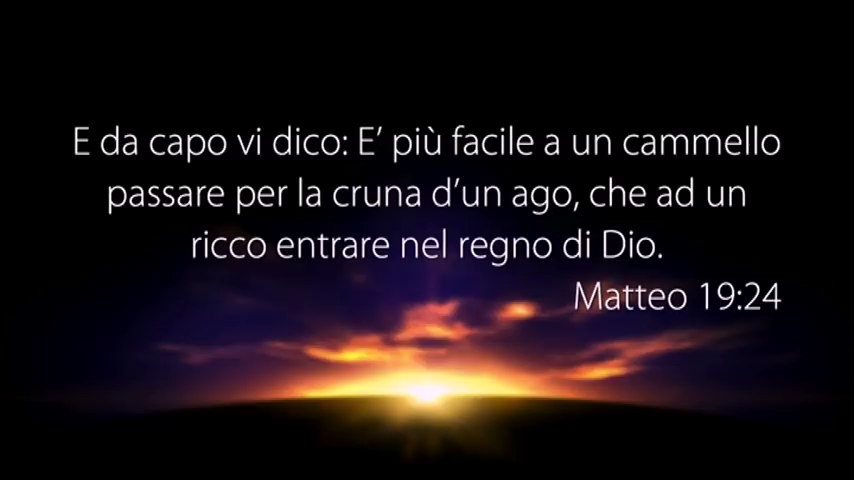 E da capo vi dico: E’ più facile a un cammello
passare per la cruna d’un ago, che ad un
ricco entrare nel regno di Dio.
Matteo 19:24